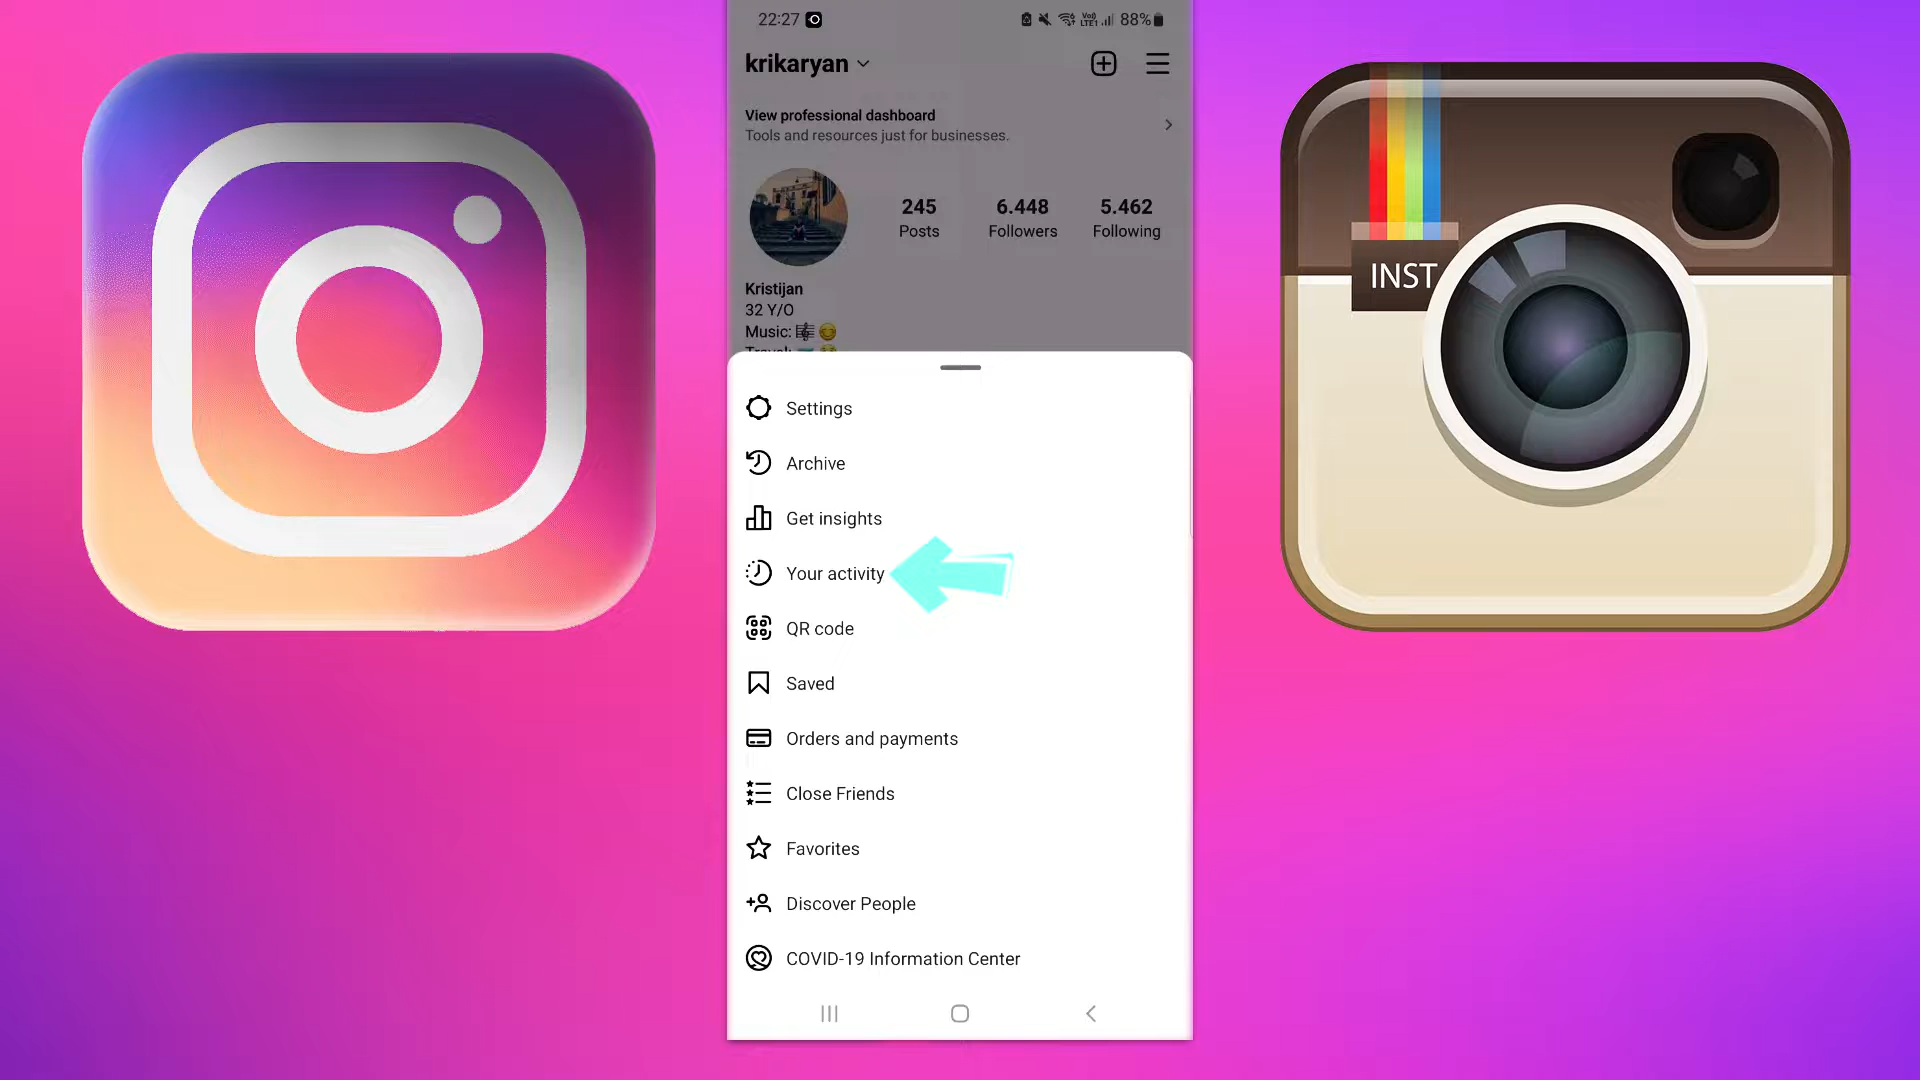 22:27
Vo)) LTE1 88%
krikaryan
View professional dashboard
Tools and resources just for businesses.
245 6.448 5.462
Posts Followers Following
Kristijan
32 Y/O
Music: 🎼😊
INST
Settings
Archive
Get insights
Your activity
QR code
Saved
Orders and payments
Close Friends
Favorites
Discover People
COVID-19 Information Center